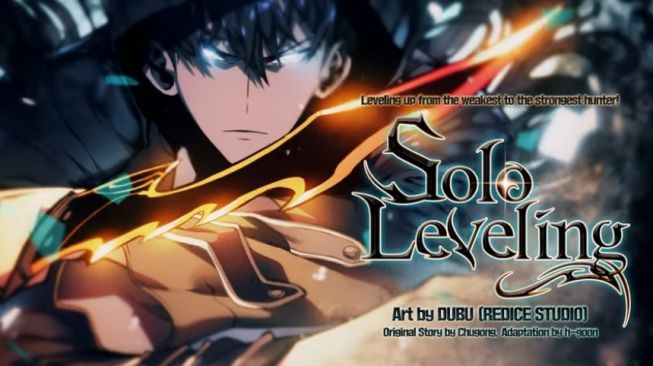 Leveling up from the weakest to the strongest hunter!
Solo
Leveling
Art by DUBU (REDICE STUDIO)
Original Story by Chugong, Adaptation by h-goon